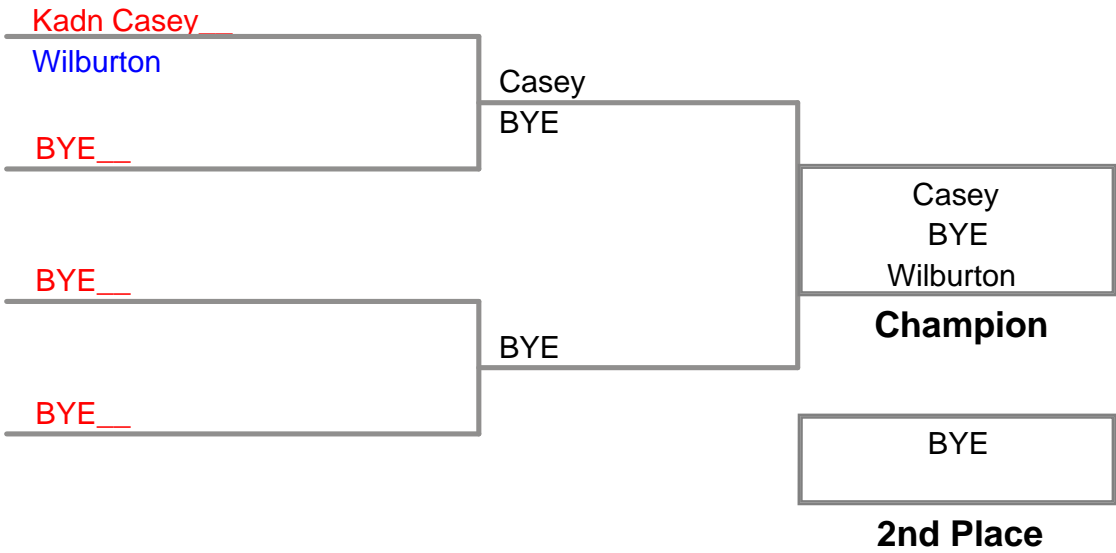 Kadn Casey__
Wilburton
BYE__
BYE__
BYE__
Casey
BYE
BYE
Casey
BYE
Wilburton
Champion
BYE
2nd Place